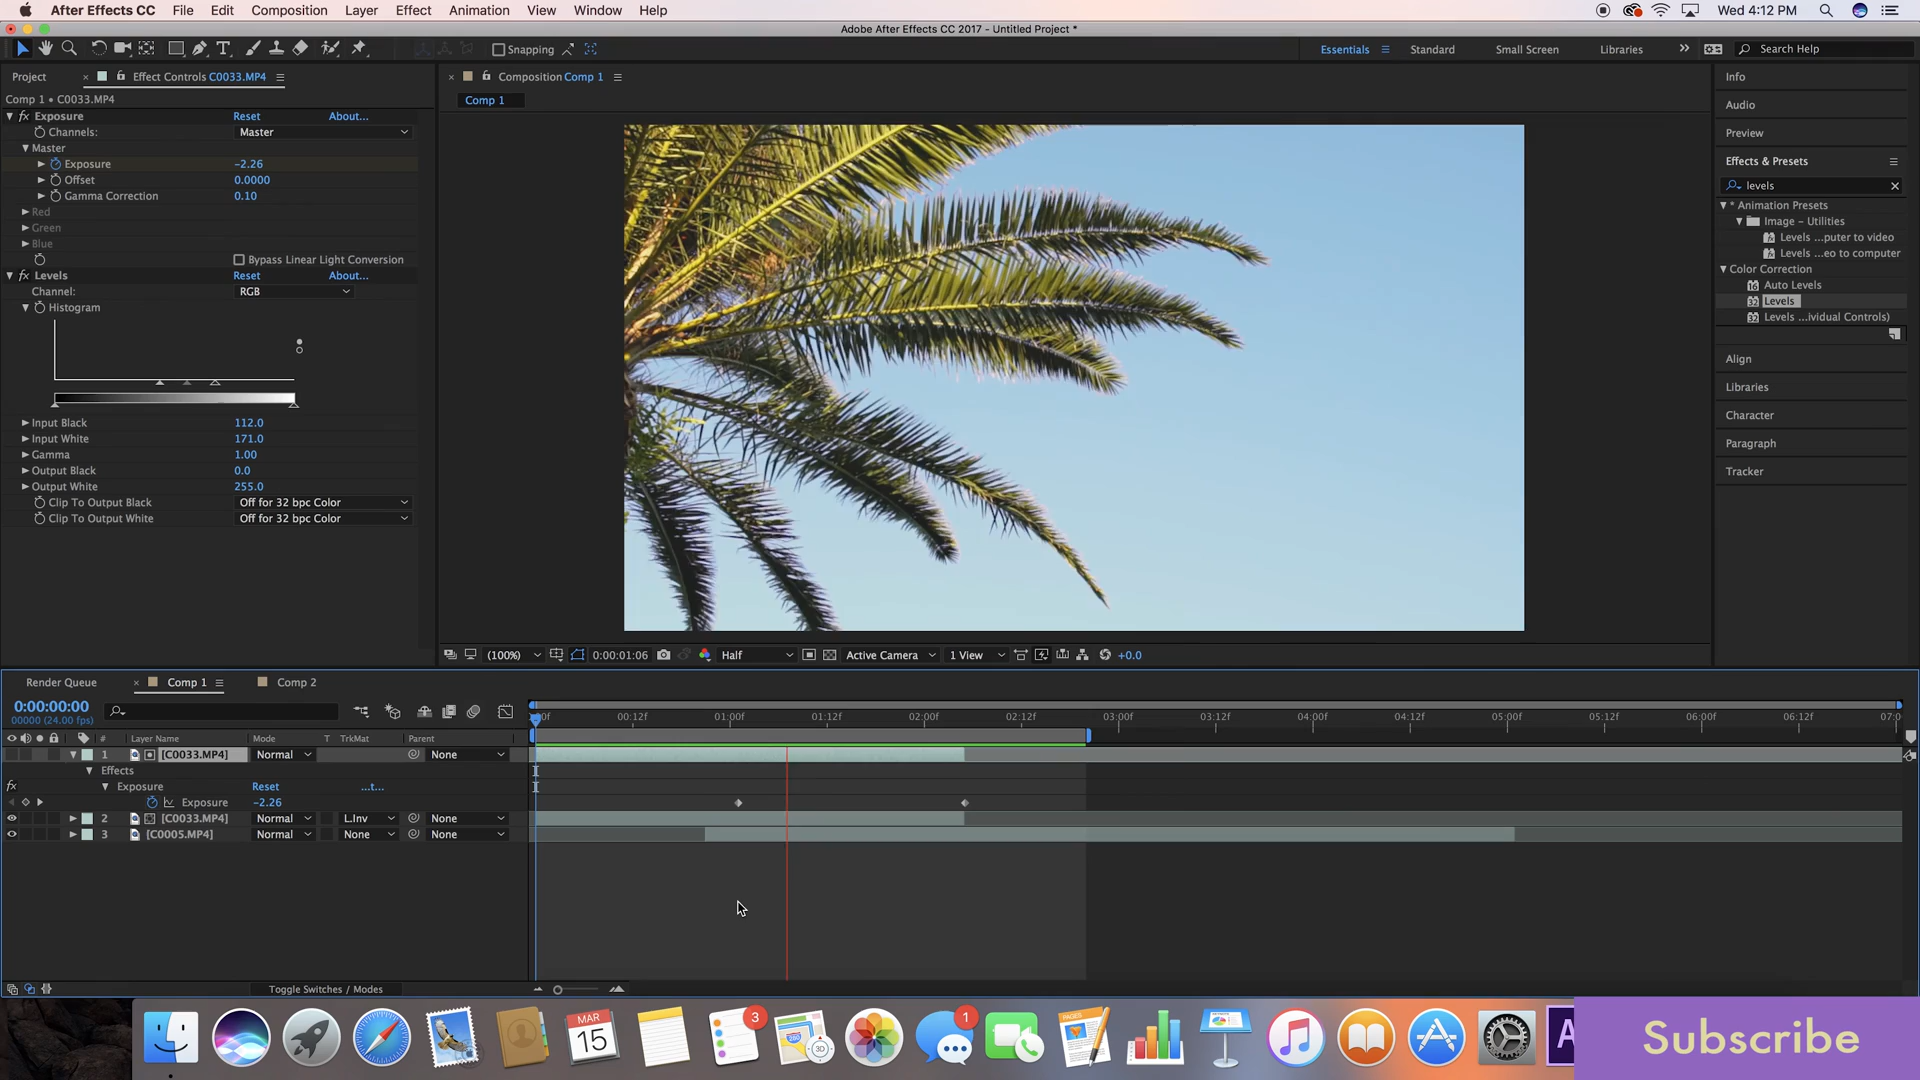 After Effects CC File Edit Composition Layer Effect Animation View Window Help Wed 4:12 PM
Adobe After Effects CC 2017 - Untitled Project *
Snapping Essentials Standard Small Screen Libraries Search Help
Project Effect Controls C0033.MP4
Comp 1 • C0033.MP4
fx Exposure Reset About...
Channels: Master
Master
Exposure -2.26
Offset 0.0000
Gamma Correction 0.10
Red
Green
Blue
Bypass Linear Light Conversion
fx Levels Reset About...
Channel: RGB
Histogram
Input Black 112.0
Input White 171.0
Gamma 1.00
Output Black 0.0
Output White 255.0
Clip To Output Black Off for 32 bpc Color
Clip To Output White Off for 32 bpc Color
Composition Comp 1
Comp 1
(100%) 0:00:01:06 Half Active Camera 1 View +0.0
Info
Audio
Preview
Effects & Presets
levels
* Animation Presets
Image – Utilities
Levels ...puter to video
Levels ...eo to computer
Color Correction
Auto Levels
Levels
Levels ...ividual Controls)
Align
Libraries
Character
Paragraph
Tracker
Render Queue Comp 1 Comp 2
0:00:00:00
00000 (24.00 fps)
00:12f 01:00f 01:12f 02:00f 02:12f 03:00f 03:12f 04:00f 04:12f 05:00f 05:12f 06:00f 06:12f 07:0
# Layer Name Mode T TrkMat Parent
1 [C0033.MP4] Normal None
Effects
fx Exposure Reset ...t...
Exposure -2.26
2 [C0033.MP4] Normal L.Inv None
3 [C0005.MP4] Normal None None
Toggle Switches / Modes
MAR
15
3
1
Subscribe